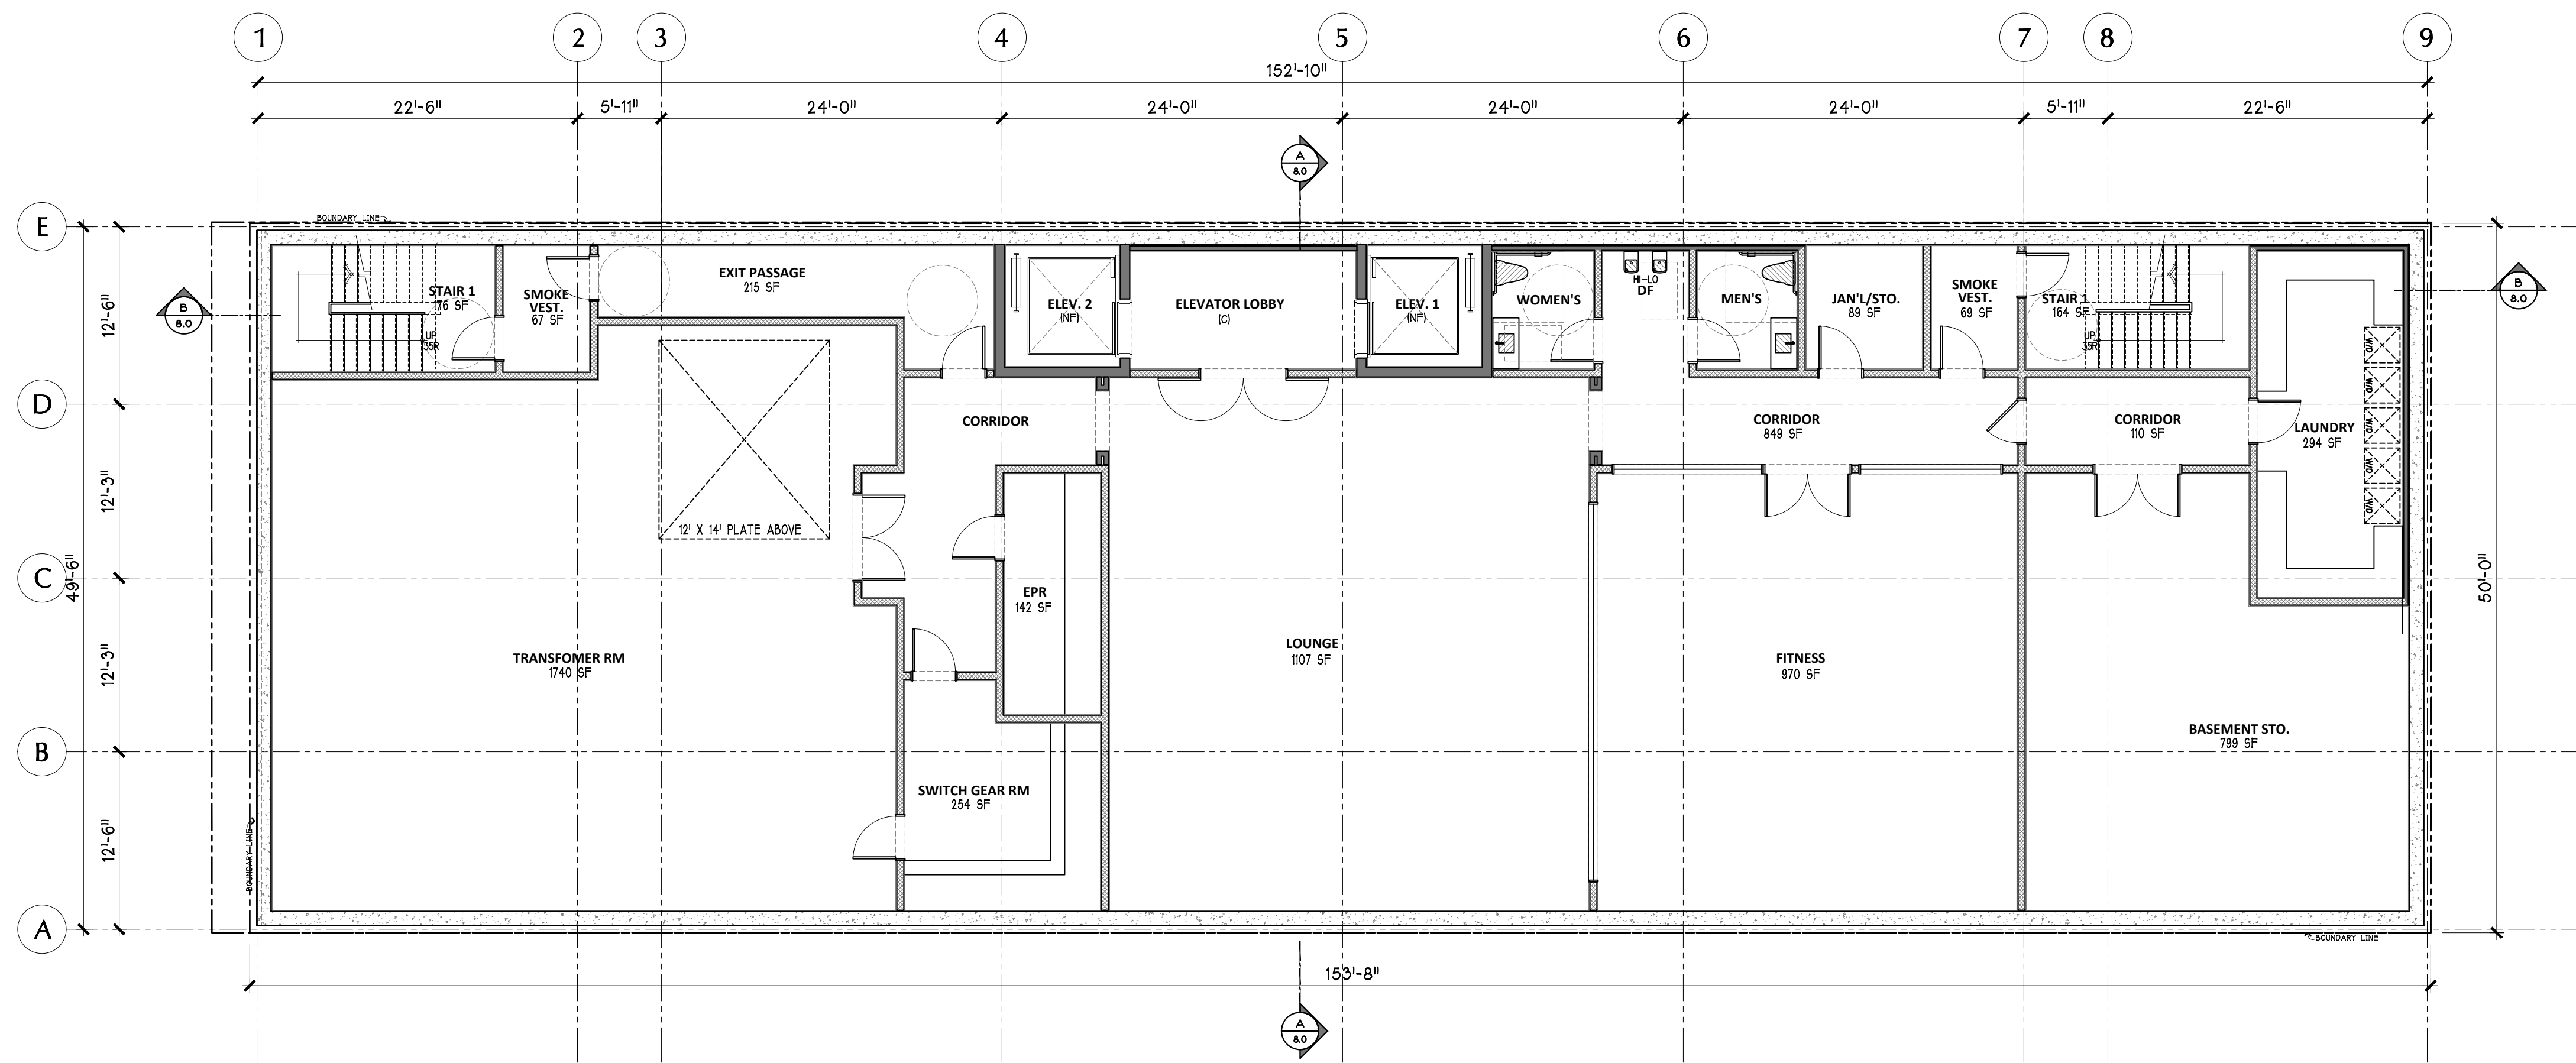 1 2 3 4 5 6 7 8 9
152'-10"
22'-6" 5'-11" 24'-0" 24'-0" 24'-0" 24'-0" 5'-11" 22'-6"
A
8.0
E
BOUNDARY LINE
EXIT PASSAGE
215 SF
STAIR 1
176 SF
SMOKE
VEST.
67 SF
UP
35R
ELEV. 2
(NF)
ELEVATOR LOBBY
(C)
ELEV. 1
(NF)
WOMEN'S
HI-LO
DF
MEN'S
JAN'L/STO.
89 SF
SMOKE
VEST.
69 SF
STAIR 1
164 SF
UP
35R
B
8.0
B
8.0
12'-6"
D
CORRIDOR
CORRIDOR
849 SF
CORRIDOR
110 SF
LAUNDRY
294 SF
W/D
W/D
W/D
W/D
W/D
12'-3"
12' X 14' PLATE ABOVE
C
49'-6"
50'-0"
EPR
142 SF
TRANSFOMER RM
1740 SF
LOUNGE
1107 SF
FITNESS
970 SF
12'-3"
B
BASEMENT STO.
799 SF
SWITCH GEAR RM
254 SF
12'-6"
BOUNDARY LINE
A
BOUNDARY LINE
153'-8"
A
8.0